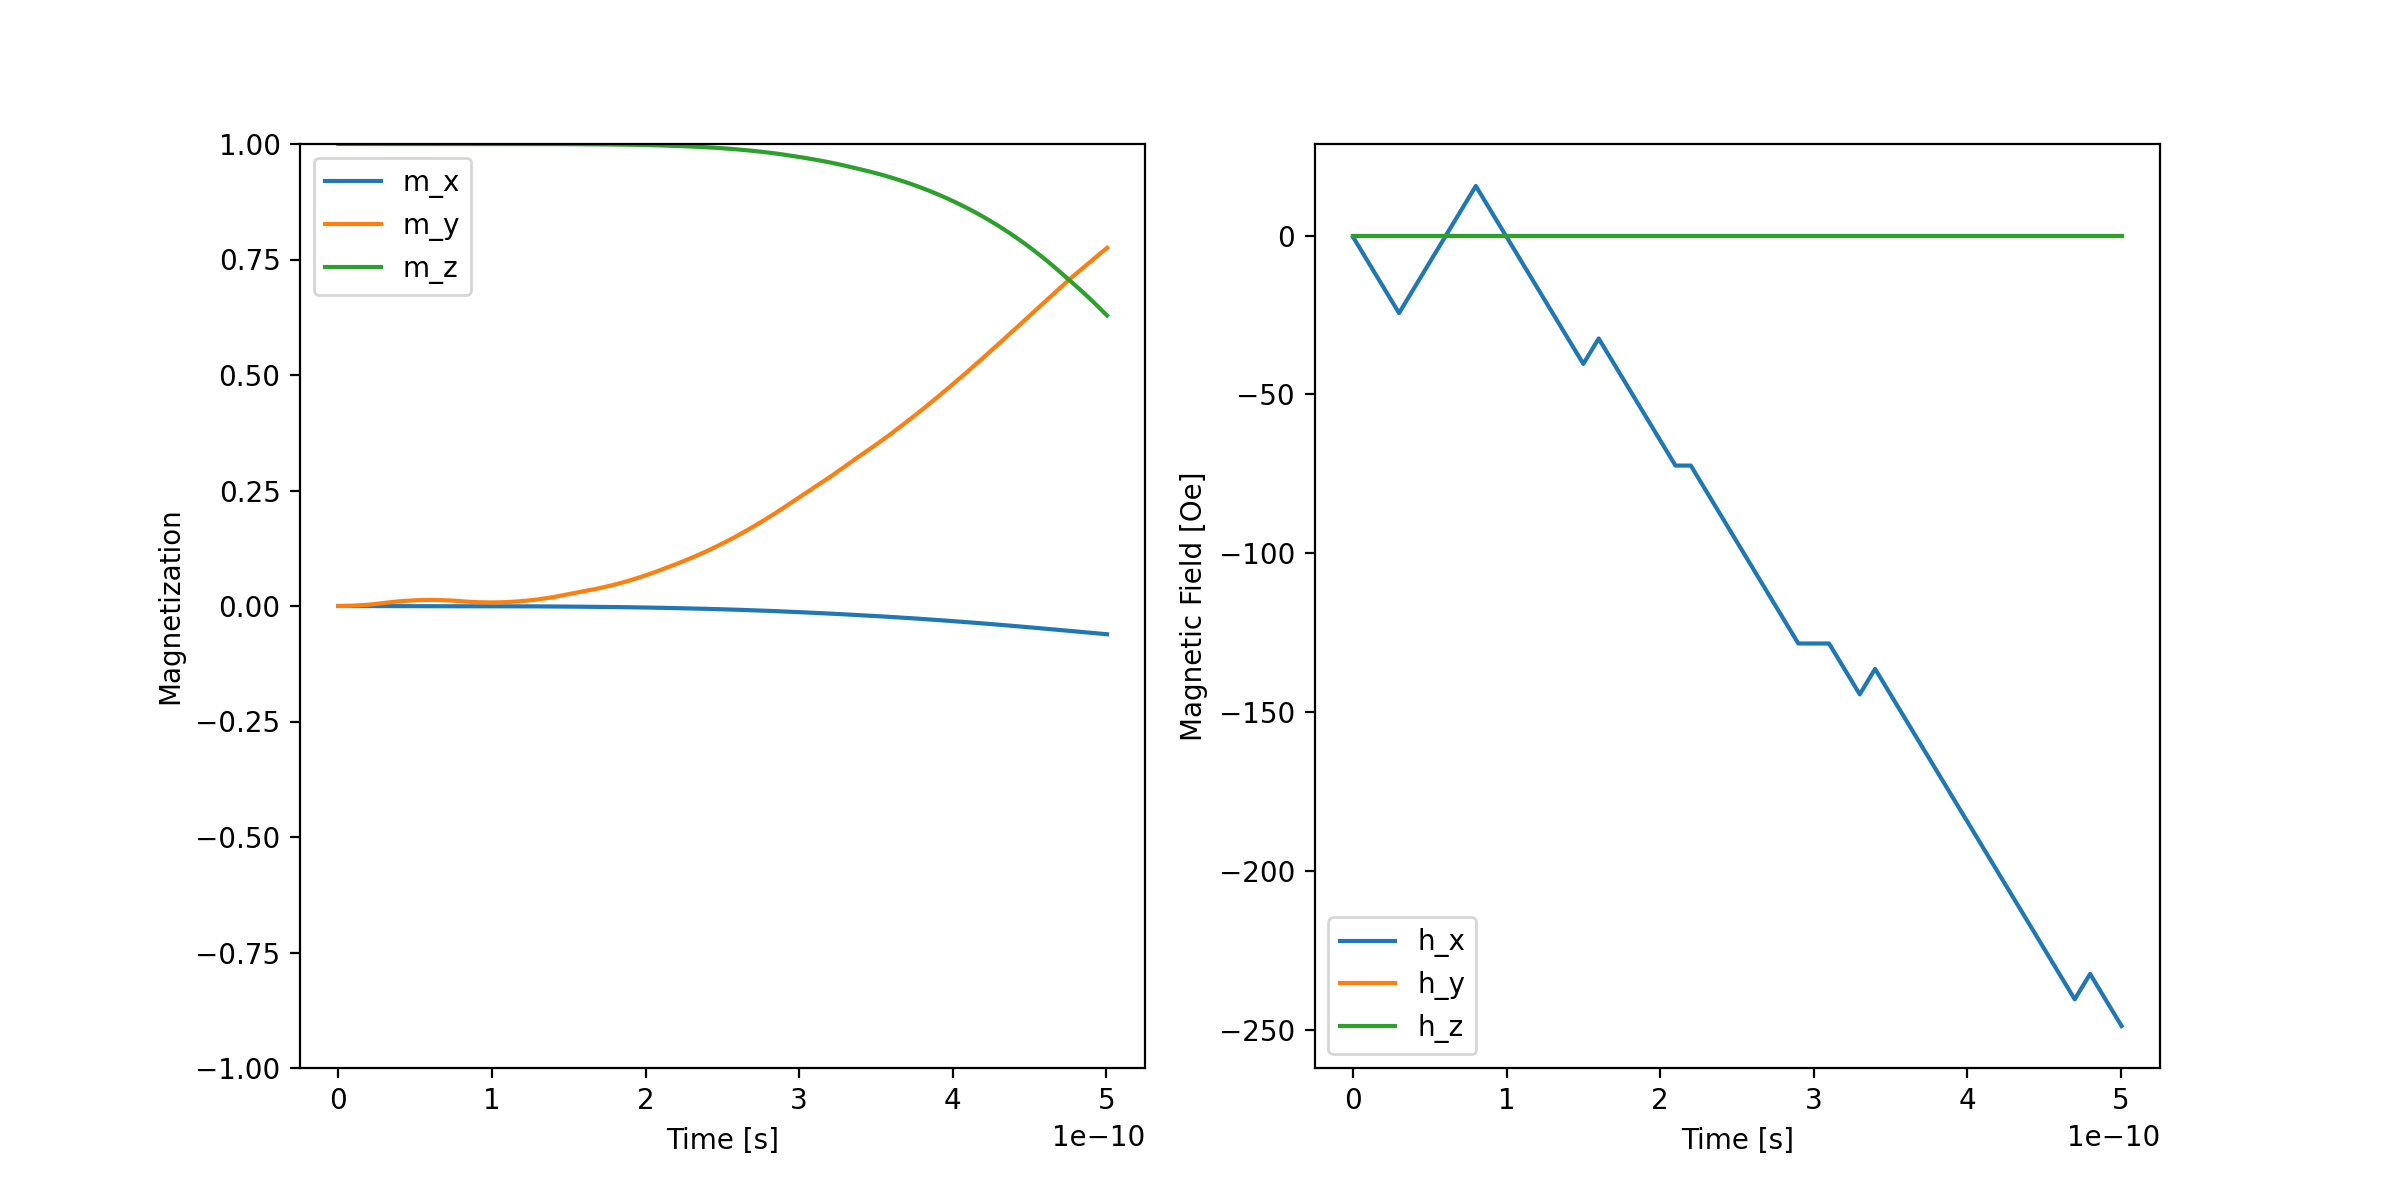 1.00
0.75
0.50
0.25
0.00
−0.25
−0.50
−0.75
−1.00
Magnetization
m_x
m_y
m_z
0 1 2 3 4 5
1e−10
Time [s]
0
−50
−100
−150
−200
−250
Magnetic Field [Oe]
h_x
h_y
h_z
0 1 2 3 4 5
1e−10
Time [s]